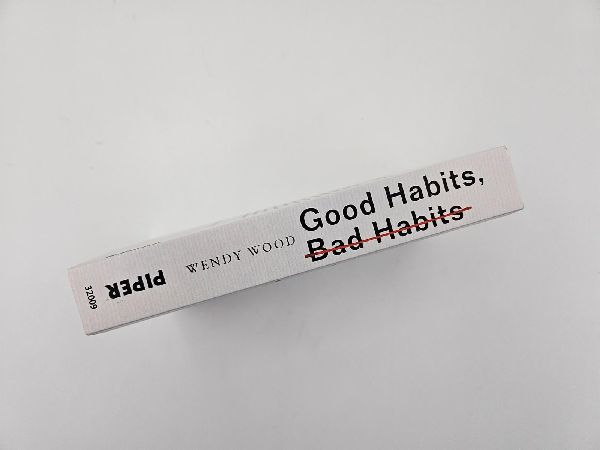 Good Habits,
Bad Habits
WENDY WOOD
PIPER
32009